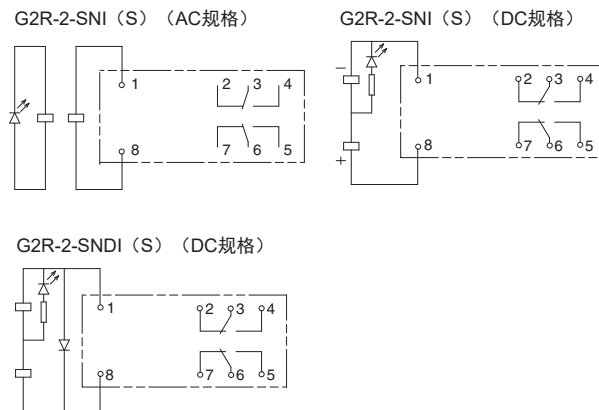 G2R-2-SNI（S）（AC规格）
1 2 3 4
8 7 6 5
G2R-2-SNI（S）（DC规格）
−
1 2 3 4
+
8 7 6 5
G2R-2-SNDI（S）（DC规格）
1 2 3 4
8 7 6 5